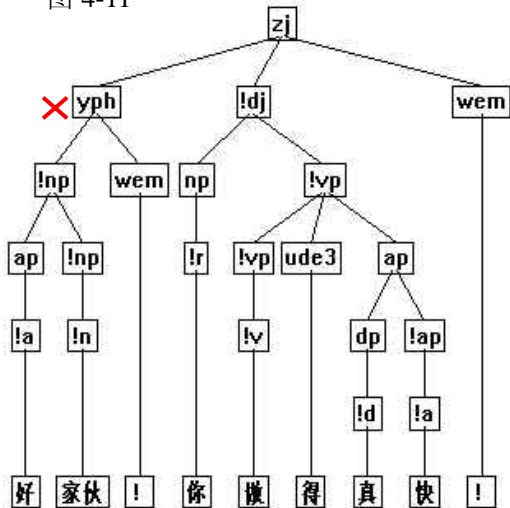 图 4-11
zj
yph !dj wem
!np wem np !vp
ap !np !r !vp ude3 ap
!a !n !v dp !ap
!d !a
好 家伙 ! 你 做 得 真 快 !